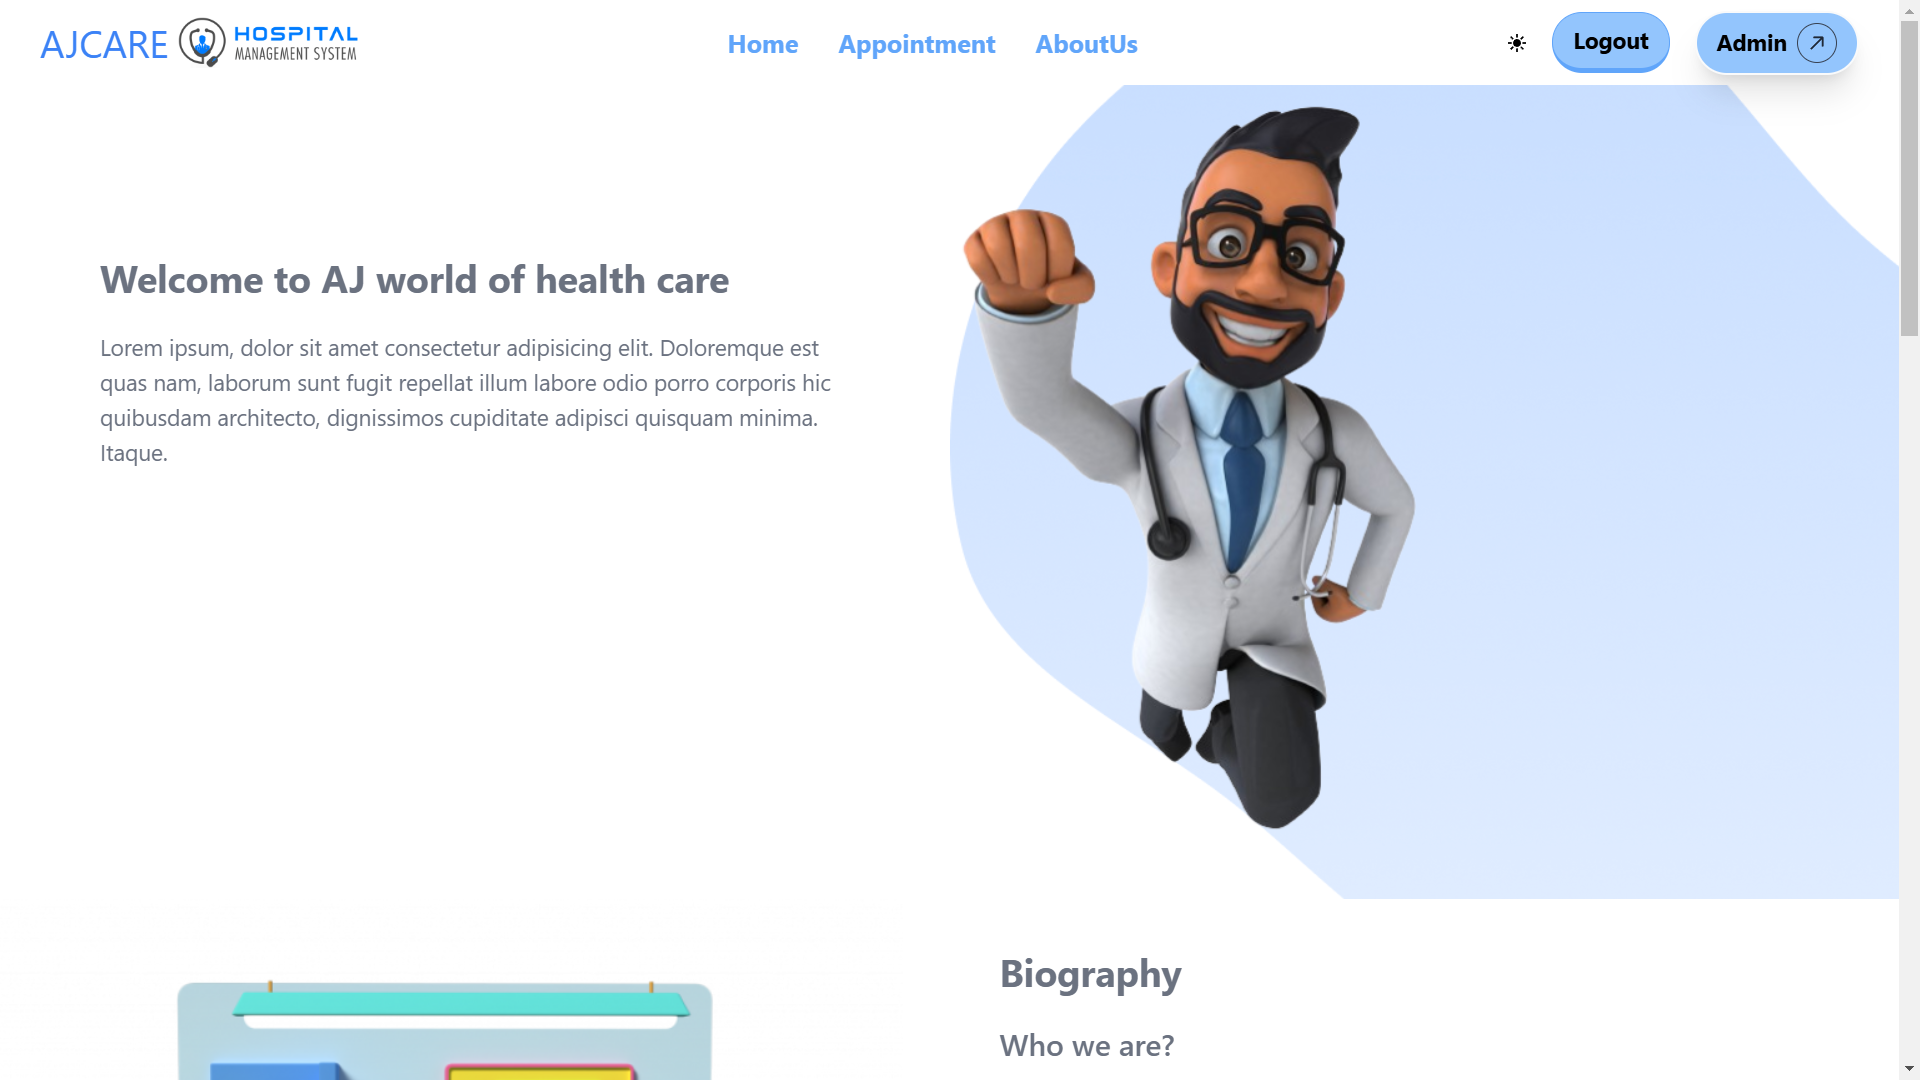 AJCARE
HOSPITAL
MANAGEMENT SYSTEM
Home
Appointment
AboutUs
Logout
Admin
Welcome to AJ world of health care
Lorem ipsum, dolor sit amet consectetur adipisicing elit. Doloremque est
quas nam, laborum sunt fugit repellat illum labore odio porro corporis hic
quibusdam architecto, dignissimos cupiditate adipisci quisquam minima.
Itaque.
Biography
Who we are?